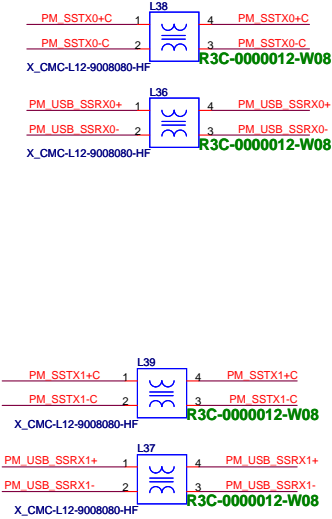 L38
PM_SSTX0+C 1 4 PM_SSTX0+C
PM_SSTX0-C 2 3 PM_SSTX0-C
R3C-0000012-W08
X_CMC-L12-9008080-HF
L36
PM_USB_SSRX0+ 1 4 PM_USB_SSRX0+
PM_USB_SSRX0- 2 3 PM_USB_SSRX0-
R3C-0000012-W08
X_CMC-L12-9008080-HF
L39
PM_SSTX1+C 1 4 PM_SSTX1+C
PM_SSTX1-C 2 3 PM_SSTX1-C
R3C-0000012-W08
X_CMC-L12-9008080-HF
L37
PM_USB_SSRX1+ 1 4 PM_USB_SSRX1+
PM_USB_SSRX1- 2 3 PM_USB_SSRX1-
R3C-0000012-W08
X_CMC-L12-9008080-HF